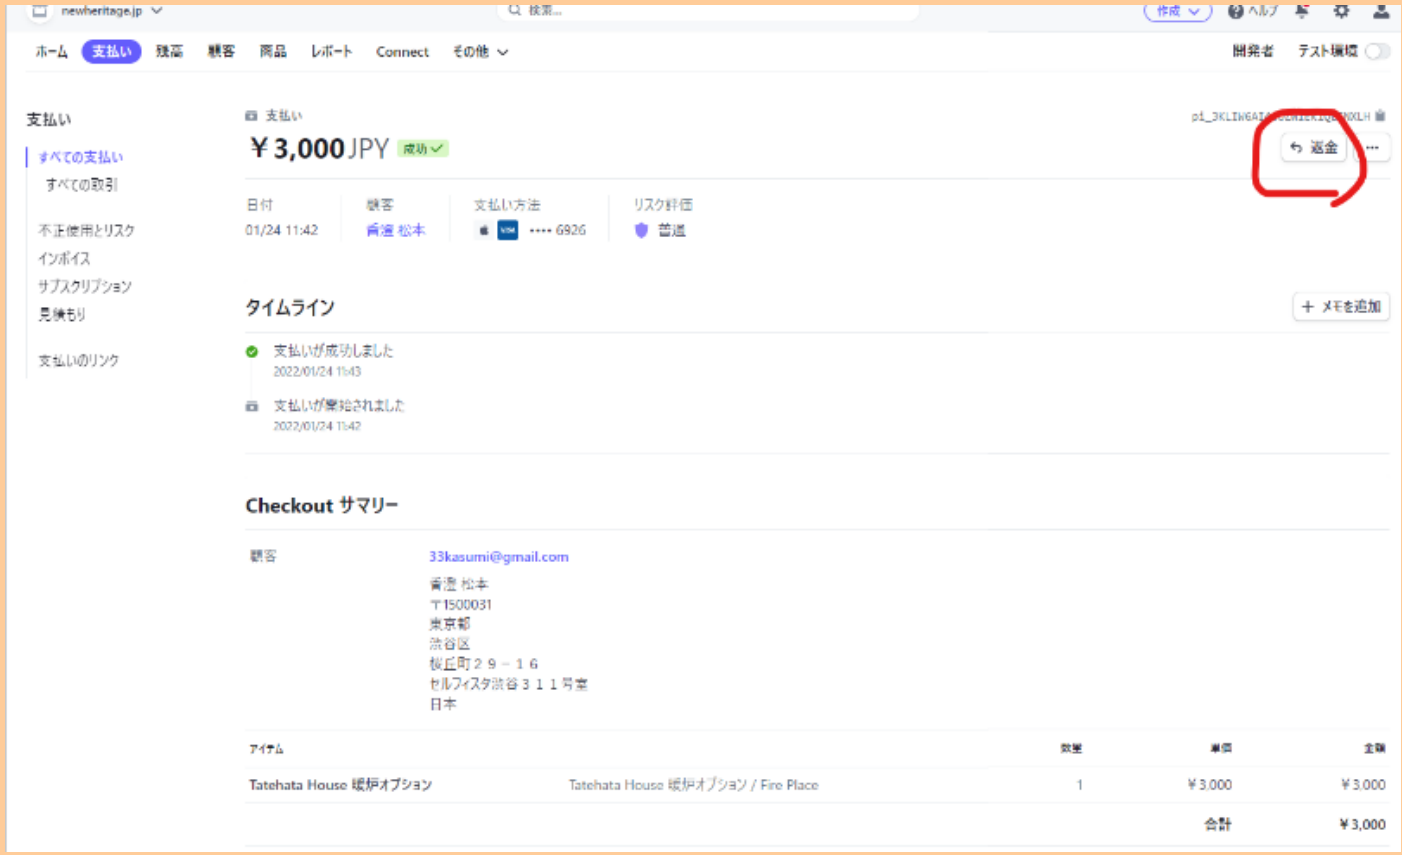 newheritage.jp
検索...
作成
ヘルプ
ホーム 支払い 残高 顧客 商品 レポート Connect その他
開発者 テスト環境
支払い
すべての支払い
すべての取引
不正使用とリスク
インボイス
サブスクリプション
見積もり
支払いのリンク
支払い
¥3,000 JPY 成功
返金
日付 顧客 支払い方法 リスク評価
01/24 11:42 香澄 松本 VISA •••• 6926 普通
タイムライン
+ メモを追加
支払いが成功しました
2022/01/24 11:43
支払いが開始されました
2022/01/24 11:42
Checkout サマリー
顧客 33kasumi@gmail.com
香澄 松本
〒1500031
東京都
渋谷区
桜丘町２９－１６
セルフィスタ渋谷３１１号室
日本
アイテム 数量 単価 金額
Tatehata House 暖炉オプション Tatehata House 暖炉オプション / Fire Place 1 ¥3,000 ¥3,000
合計 ¥3,000